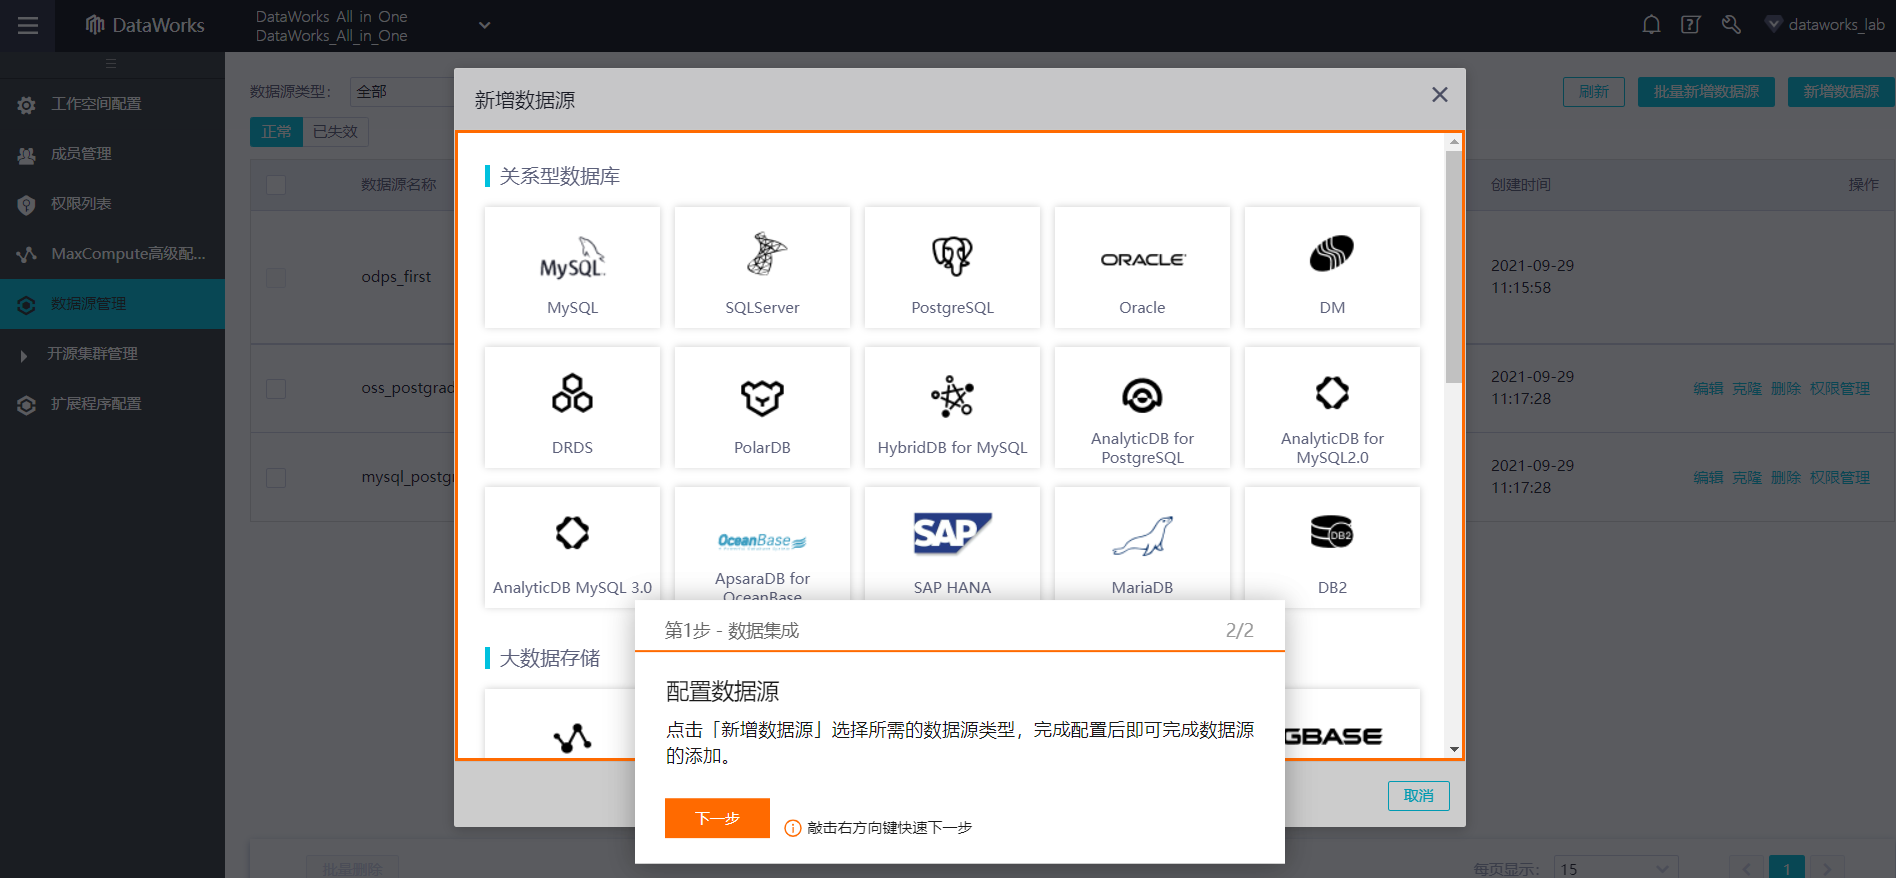 DataWorks
DataWorks All in One
DataWorks_All_in_One
dataworks_lab
工作空间配置
成员管理
权限列表
MaxCompute高级配...
数据源管理
开源集群管理
扩展程序配置
数据源类型：
全部
刷新
批量新增数据源
新增数据源
正常
已失效
数据源名称
创建时间
操作
odps_first
2021-09-29
11:15:58
oss_postgrad
2021-09-29
11:17:28
编辑 克隆 删除 权限管理
mysql_postg
2021-09-29
11:17:28
编辑 克隆 删除 权限管理
新增数据源
关系型数据库
MySQL.
MySQL
SQLServer
PostgreSQL
ORACLE
Oracle
DM
DRDS
PolarDB
HybridDB for MySQL
AnalyticDB for
PostgreSQL
AnalyticDB for
MySQL2.0
AnalyticDB MySQL 3.0
OceanBase
ApsaraDB for
OceanBase
SAP
SAP HANA
MariaDB
DB2
DB2
大数据存储
GBASE
第1步 - 数据集成
2/2
配置数据源
点击「新增数据源」选择所需的数据源类型，完成配置后即可完成数据源
的添加。
下一步
敲击右方向键快速下一步
取消
批量删除
每页显示：
15
1